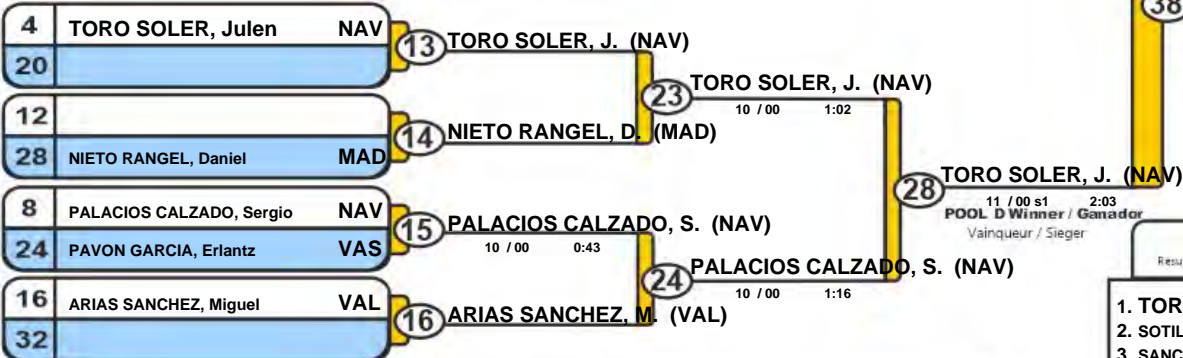 38
4 TORO SOLER, Julen NAV
20
13 TORO SOLER, J. (NAV)
23 TORO SOLER, J. (NAV)
10 / 00 1:02
12
28 NIETO RANGEL, Daniel MAD
14 NIETO RANGEL, D. (MAD)
28 TORO SOLER, J. (NAV)
11 / 00 s1 2:03
POOL D Winner / Ganador
Vainqueur / Sieger
8 PALACIOS CALZADO, Sergio NAV
24 PAVON GARCIA, Erlantz VAS
15 PALACIOS CALZADO, S. (NAV)
10 / 00 0:43
24 PALACIOS CALZADO, S. (NAV)
10 / 00 1:16
16 ARIAS SANCHEZ, Miguel VAL
32
16 ARIAS SANCHEZ, M. (VAL)
1. TOR
2. SOTIL
3. SANC